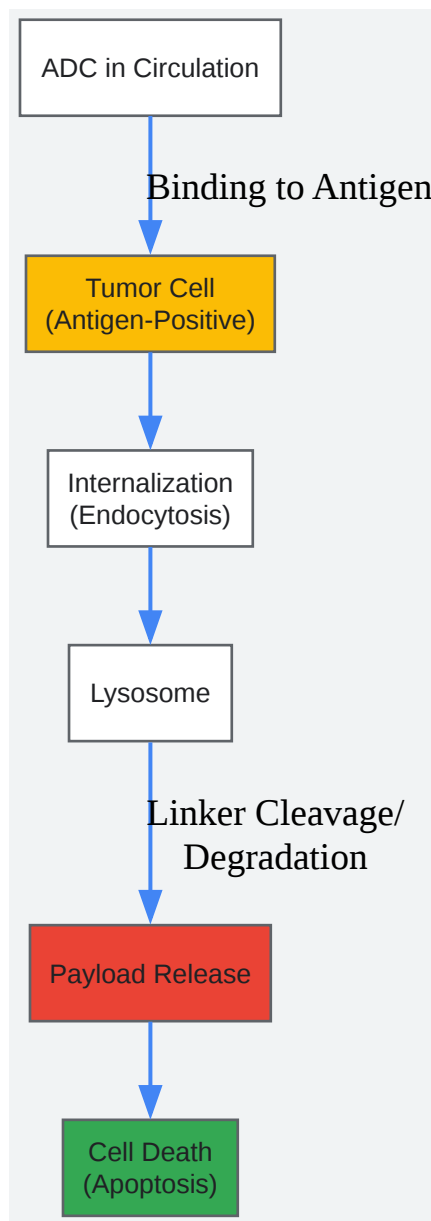 ADC in Circulation
Binding to Antigen
Tumor Cell
(Antigen-Positive)
Internalization
(Endocytosis)
Lysosome
Linker Cleavage/
Degradation
Payload Release
Cell Death
(Apoptosis)